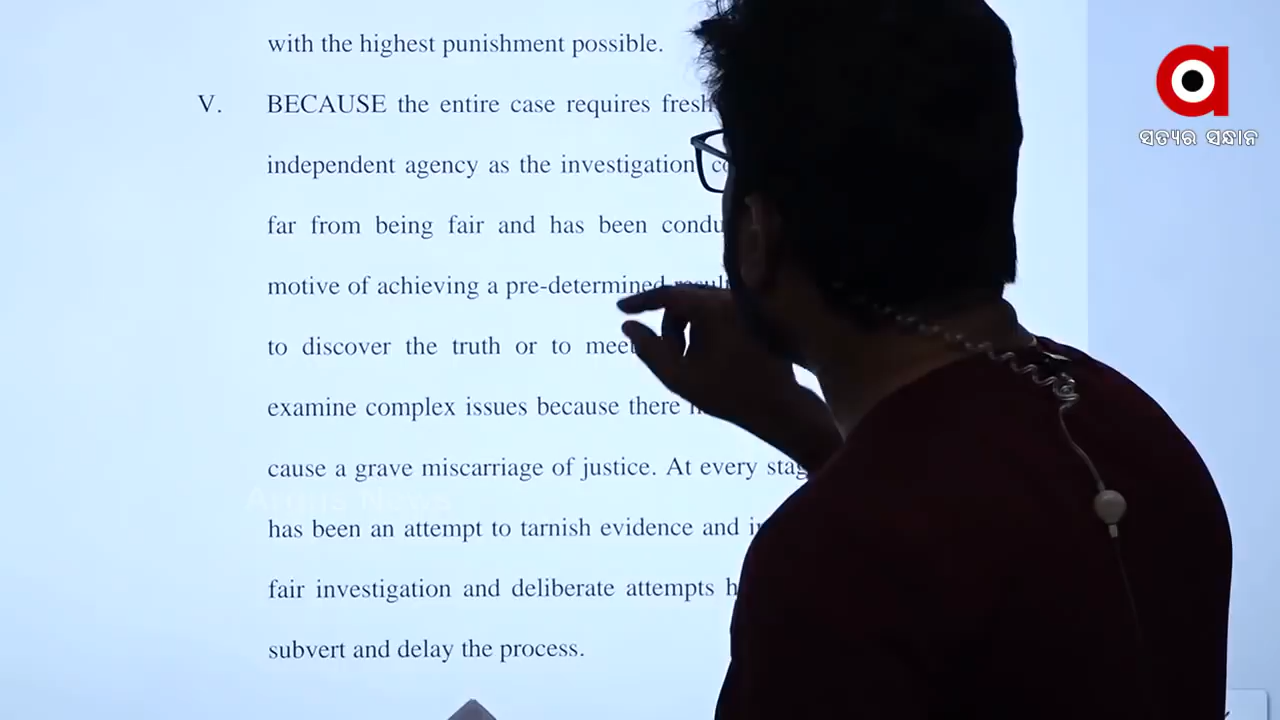 with the highest punishment possible.
V. BECAUSE the entire case requires fresh
independent agency as the investigation
far from being fair and has been
motive of achieving a pre-determined
to discover the truth or to meet
examine complex issues because there
cause a grave miscarriage of justice. At every
has been an attempt to tarnish evidence and
fair investigation and deliberate attempts
subvert and delay the process.
ସତ୍ୟର ସନ୍ଧାନ
Argus News